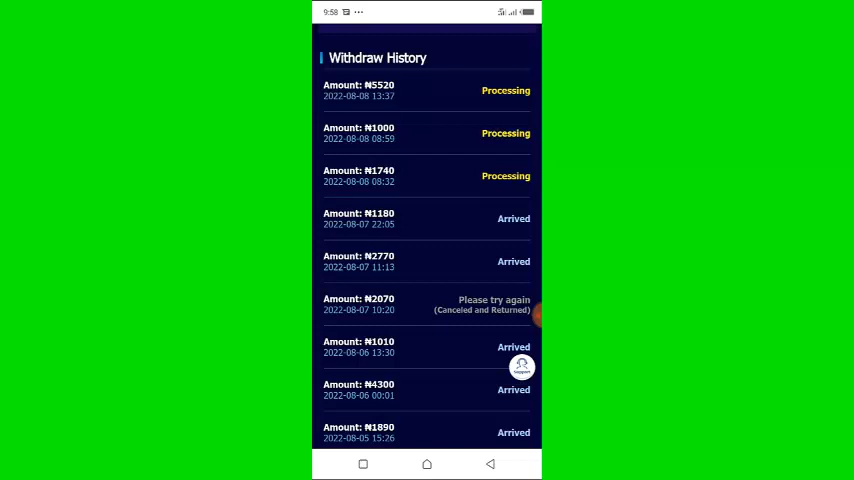 9:58
Withdraw History
Amount: ₦5520
2022-08-08 13:37
Processing
Amount: ₦1000
2022-08-08 08:59
Processing
Amount: ₦1740
2022-08-08 08:32
Processing
Amount: ₦1180
2022-08-07 22:05
Arrived
Amount: ₦2770
2022-08-07 11:13
Arrived
Amount: ₦2070
2022-08-07 10:20
Please try again
(Canceled and Returned)
Amount: ₦1010
2022-08-06 13:30
Arrived
Support
Amount: ₦4300
2022-08-06 00:01
Arrived
Amount: ₦1890
2022-08-05 15:26
Arrived